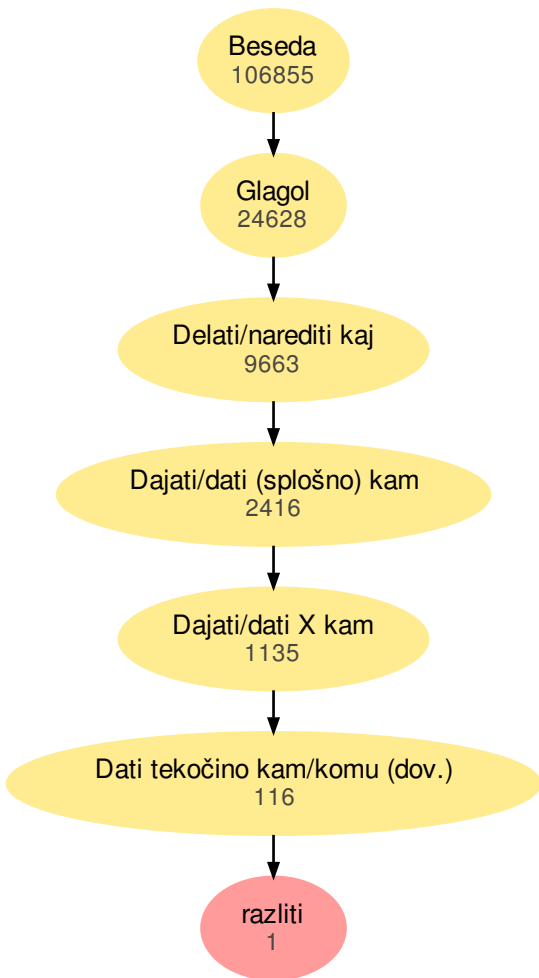 Beseda
106855
Glagol
24628
Delati/narediti kaj
9663
Dajati/dati (splošno) kam
2416
Dajati/dati X kam
1135
Dati tekočino kam/komu (dov.)
116
razliti
1